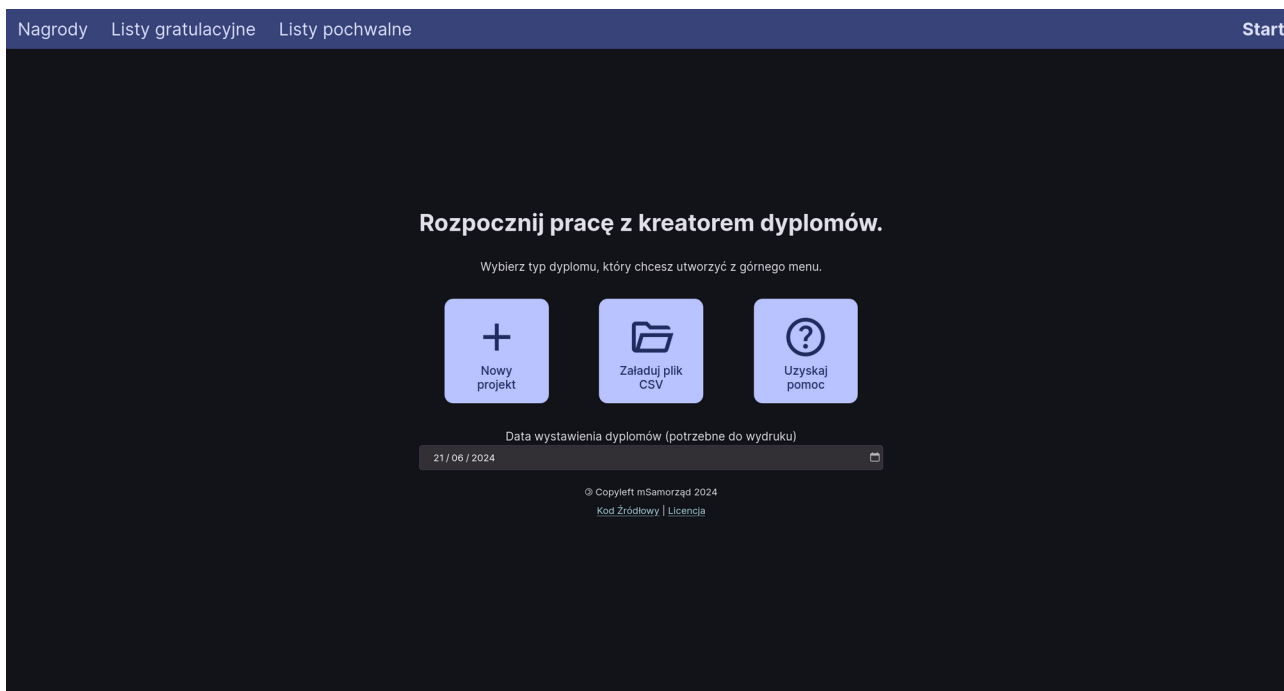 Nagrody Listy gratulacyjne Listy pochwalne Start
Rozpocznij pracę z kreatorem dyplomów.
Wybierz typ dyplomu, który chcesz utworzyć z górnego menu.
Nowy
projekt
Załaduj plik
CSV
Uzyskaj
pomoc
Data wystawienia dyplomów (potrzebne do wydruku)
21 / 06 / 2024
🄯 Copyleft mSamorząd 2024
Kod Źródłowy | Licencja